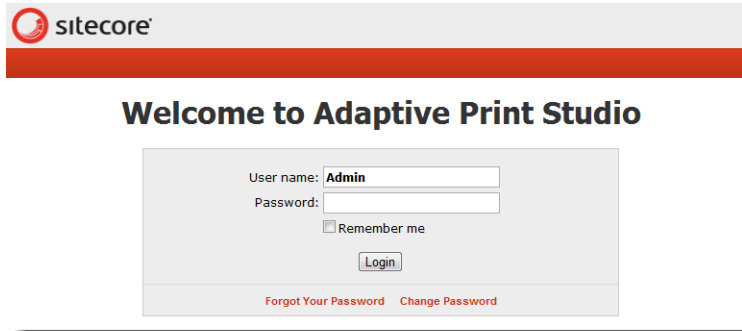 sitecore
Welcome to Adaptive Print Studio
User name: Admin
Password:
Remember me
Login
Forgot Your Password Change Password